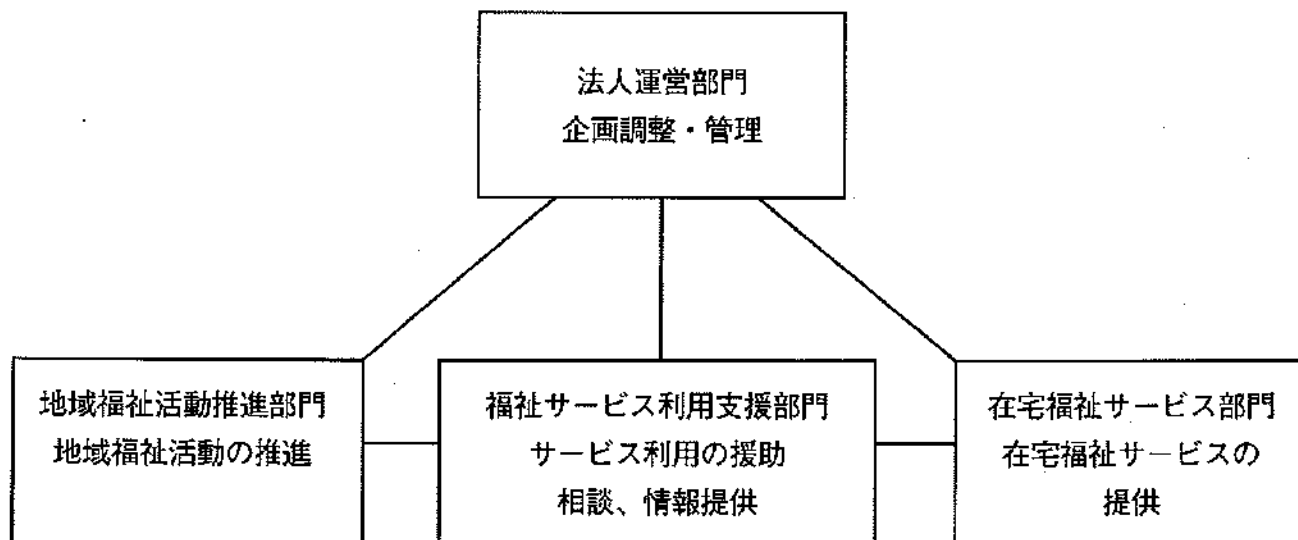 法人運営部門
企画調整・管理
地域福祉活動推進部門
地域福祉活動の推進
福祉サービス利用支援部門
サービス利用の援助
相談、情報提供
在宅福祉サービス部門
在宅福祉サービスの
提供